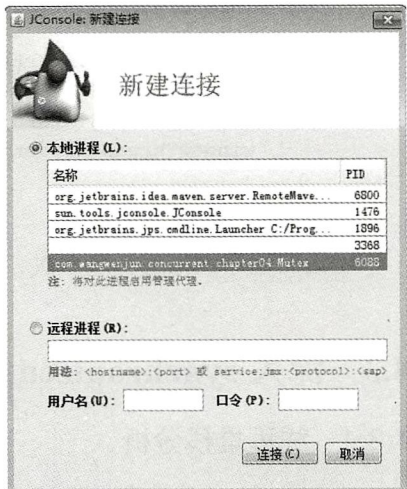 JConsole: 新建连接
新建连接
本地进程(L):
名称 PID
org.jetbrains.idea.maven.server.RemoteMave... 6800
sun.tools.jconsole.JConsole 1476
org.jetbrains.jps.cmdline.Launcher C:/Prog... 1896
3368
com.wangwenjun.concurrent.chapter04.Mutex 6088
注: 将对此进程启用管理代理。
远程进程(R):
用法: <hostname>:<port> 或 service:jmx:<protocol>:<sap>
用户名(U): 口令(P):
连接(C) 取消